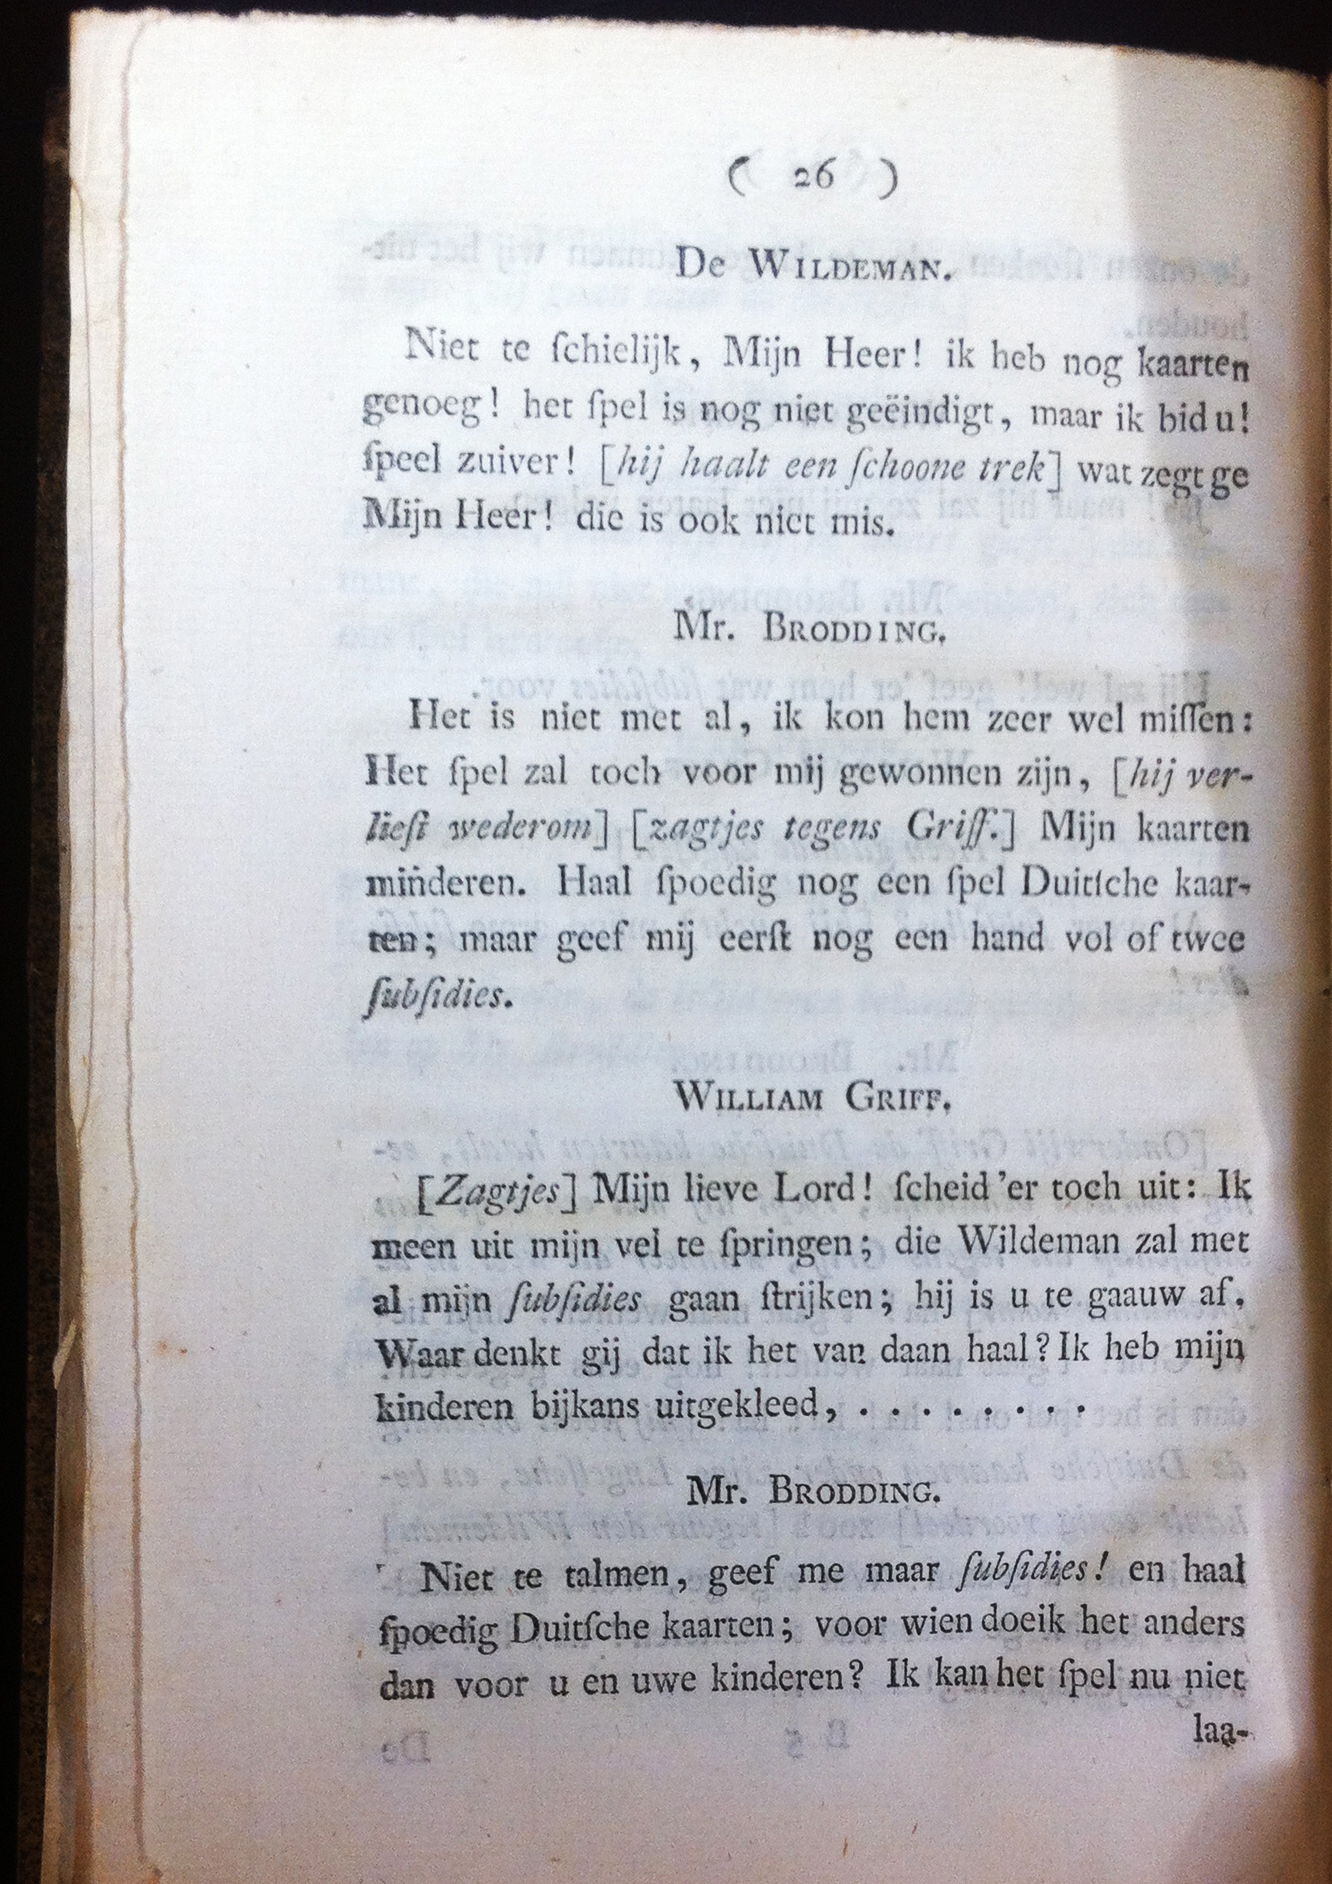 ( 26 )
De WILDEMAN.
Niet te ſchielijk, Mijn Heer! ik heb nog kaarten
genoeg! het ſpel is nog niet geëindigt, maar ik bid u!
ſpeel zuiver! [hij haalt een ſchoone trek] wat zegt ge
Mijn Heer! die is ook niet mis.
Mr. BRODDING.
Het is niet met al, ik kon hem zeer wel miſſen:
Het ſpel zal toch voor mij gewonnen zijn, [hij ver-
lieſt wederom] [zagtjes tegens Griff.] Mijn kaarten
minderen. Haal ſpoedig nog een ſpel Duitſche kaar-
ten; maar geef mij eerſt nog een hand vol of twee
ſubſidies.
WILLIAM GRIFF.
[Zagtjes] Mijn lieve Lord! ſcheid 'er toch uit: Ik
meen uit mijn vel te ſpringen; die Wildeman zal met
al mijn ſubſidies gaan ſtrijken; hij is u te gaauw af.
Waar denkt gij dat ik het van daan haal? Ik heb mijn
kinderen bijkans uitgekleed, . . . . . . . .
Mr. BRODDING.
Niet te talmen, geef me maar ſubſidies! en haal
ſpoedig Duitſche kaarten; voor wien doeik het anders
dan voor u en uwe kinderen? Ik kan het ſpel nu niet
laa-